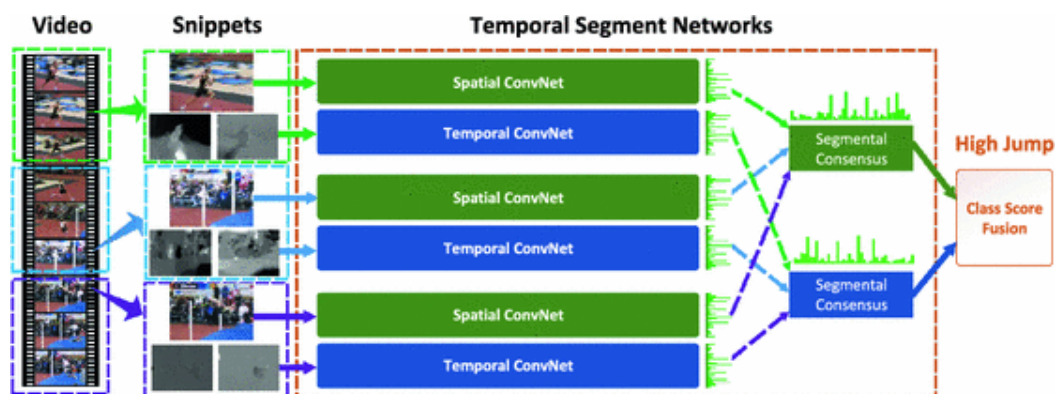 Video
Snippets
Temporal Segment Networks
Spatial ConvNet
Temporal ConvNet
Spatial ConvNet
Temporal ConvNet
Spatial ConvNet
Temporal ConvNet
Segmental
Consensus
Segmental
Consensus
High Jump
Class Score
Fusion